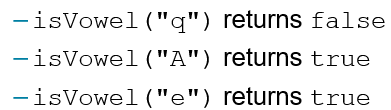 – isVowel("q") returns false
– isVowel("A") returns true
– isVowel("e") returns true